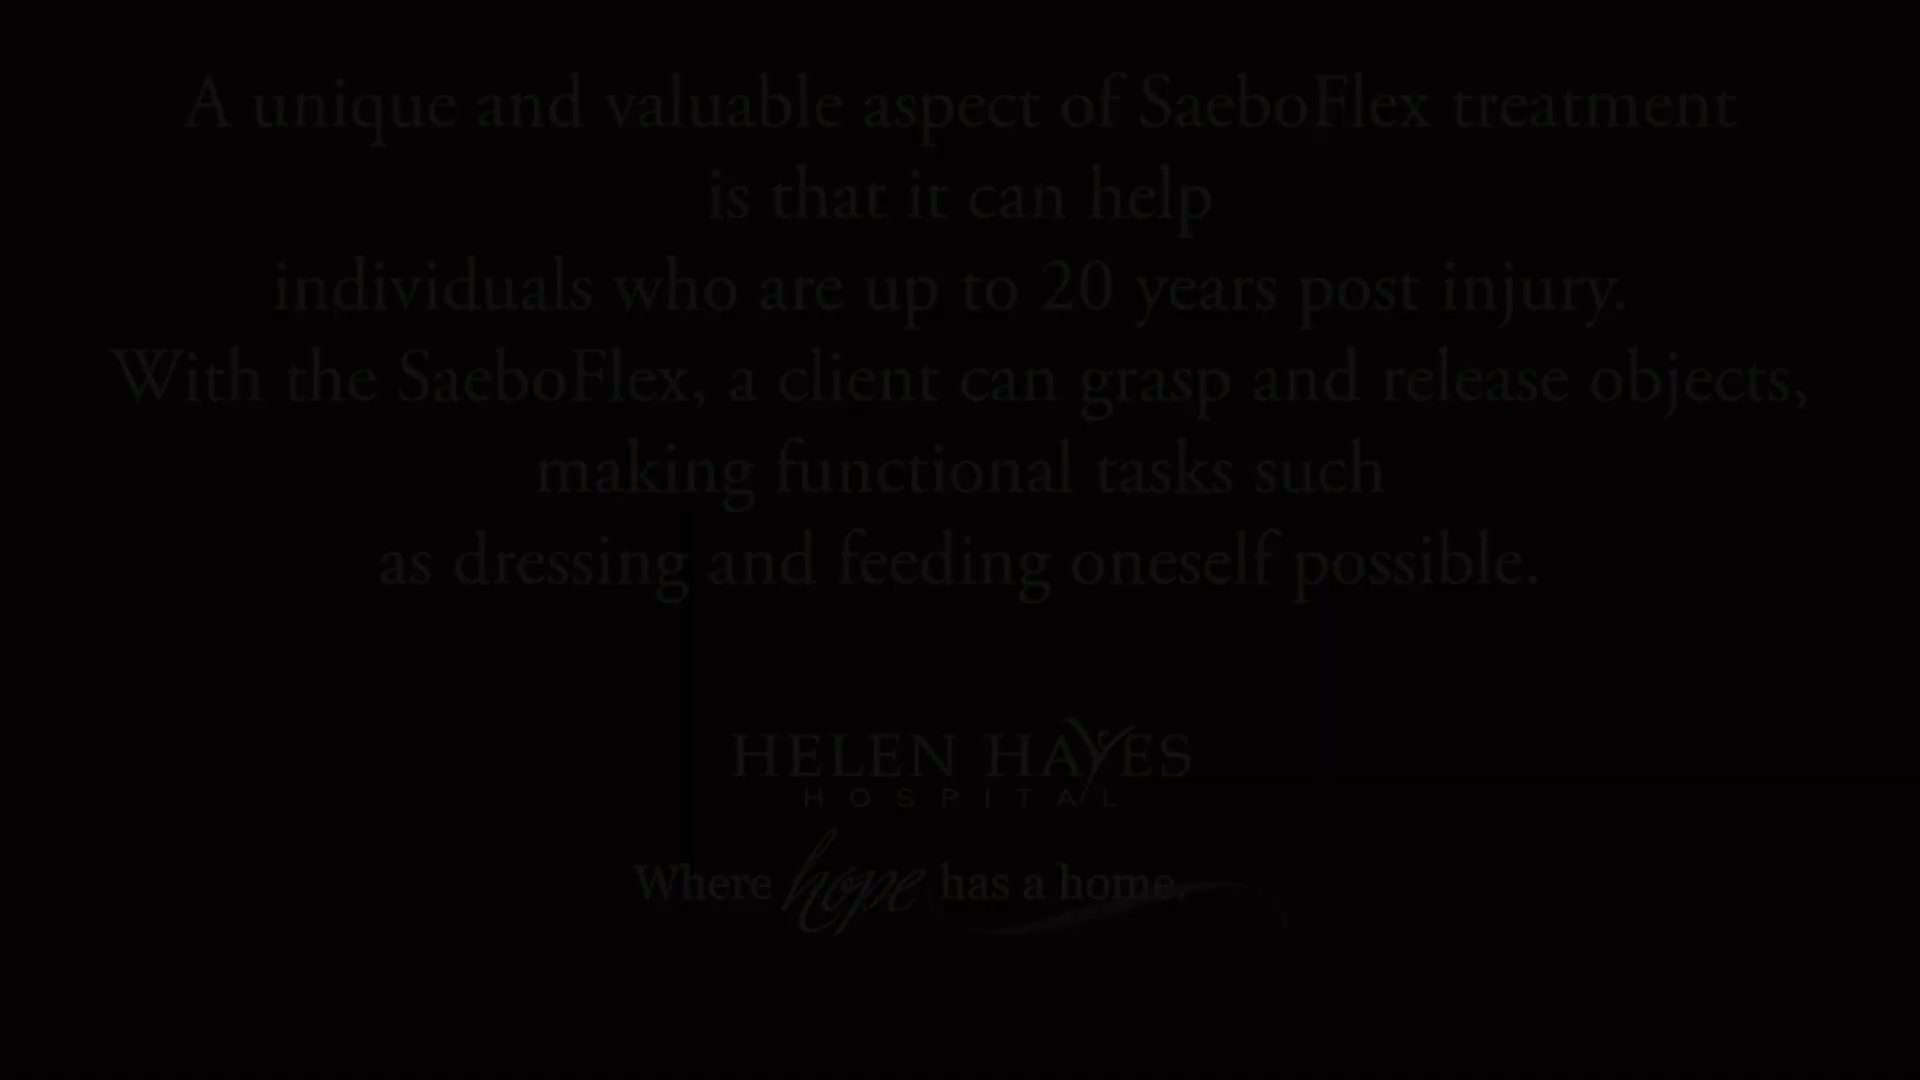 A unique and valuable aspect of SaeboFlex treatment
is that it can help
individuals who are up to 20 years post injury.
With the SaeboFlex, a client can grasp and release objects,
making functional tasks such
as dressing and feeding oneself possible.
HELEN HAYES
HOSPITAL
Where hope has a home.